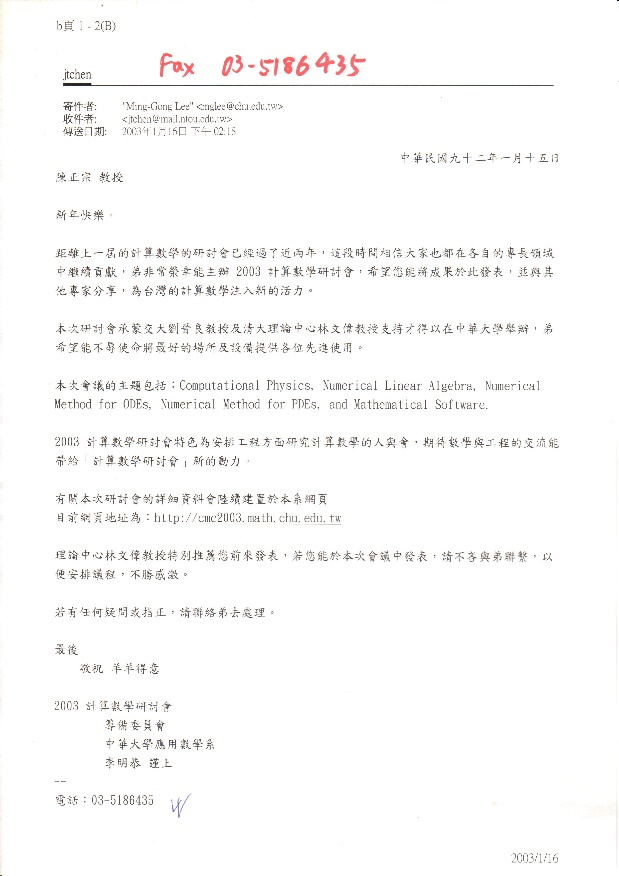 b頁 1 - 2(B)
Fax 03-5186435
jtchen
寄件者: "Ming-Gong Lee" <mglee@chu.edu.tw>
收件者: <jtchen@mail.ntou.edu.tw>
傳送日期: 2003年1月16日 下午 02:18
中華民國九十二年一月十五日
陳正宗 教授
新年快樂。
距離上一屆的計算數學的研討會已經過了近兩年，這段時間相信大家也都在各自的專長領域
中繼續貢獻，弟非常榮幸能主辦 2003 計算數學研討會，希望您能將成果於此發表，並與其
他專家分享，為台灣的計算數學注入新的活力。
本次研討會承蒙交大劉晉良教授及清大理論中心林文偉教授支持才得以在中華大學舉辦，弟
希望能不辱使命將最好的場所及設備提供各位先進使用。
本次會議的主題包括：Computational Physics, Numerical Linear Algebra, Numerical
Method for ODEs, Numerical Method for PDEs, and Mathematical Software.
2003 計算數學研討會特色為安排工程方面研究計算數學的人與會，期待數學與工程的交流能
帶給「計算數學研討會」新的動力。
有關本次研討會的詳細資料會陸續建置於本系網頁
目前網頁地址為：http://cmc2003.math.chu.edu.tw
理論中心林文偉教授特別推薦您前來發表，若您能於本次會議中發表，請不吝與弟聯繫，以
便安排議程，不勝感激。
若有任何疑問或指正，請聯絡弟去處理。
最後
敬祝 羊羊得意
2003 計算數學研討會
籌備委員會
中華大學應用數學系
李明恭 謹上
--
電話：03-5186435
2003/1/16